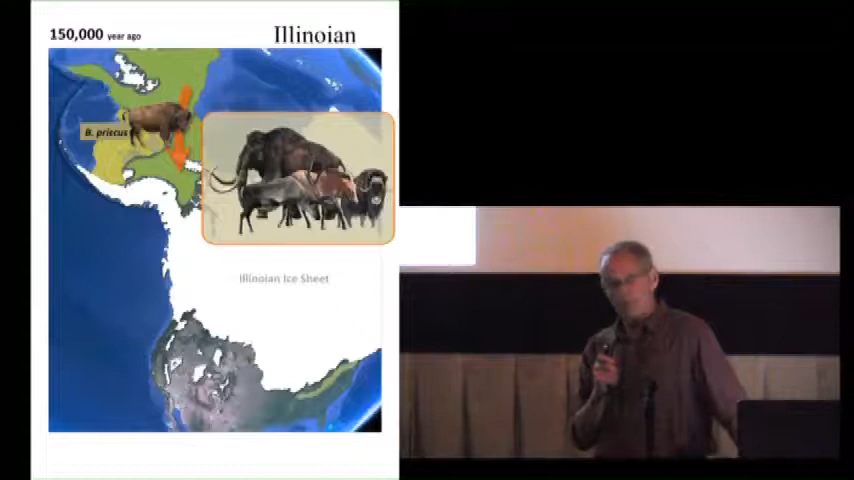 150,000 year ago
Illinoian
B. priscus
Illinoian Ice Sheet